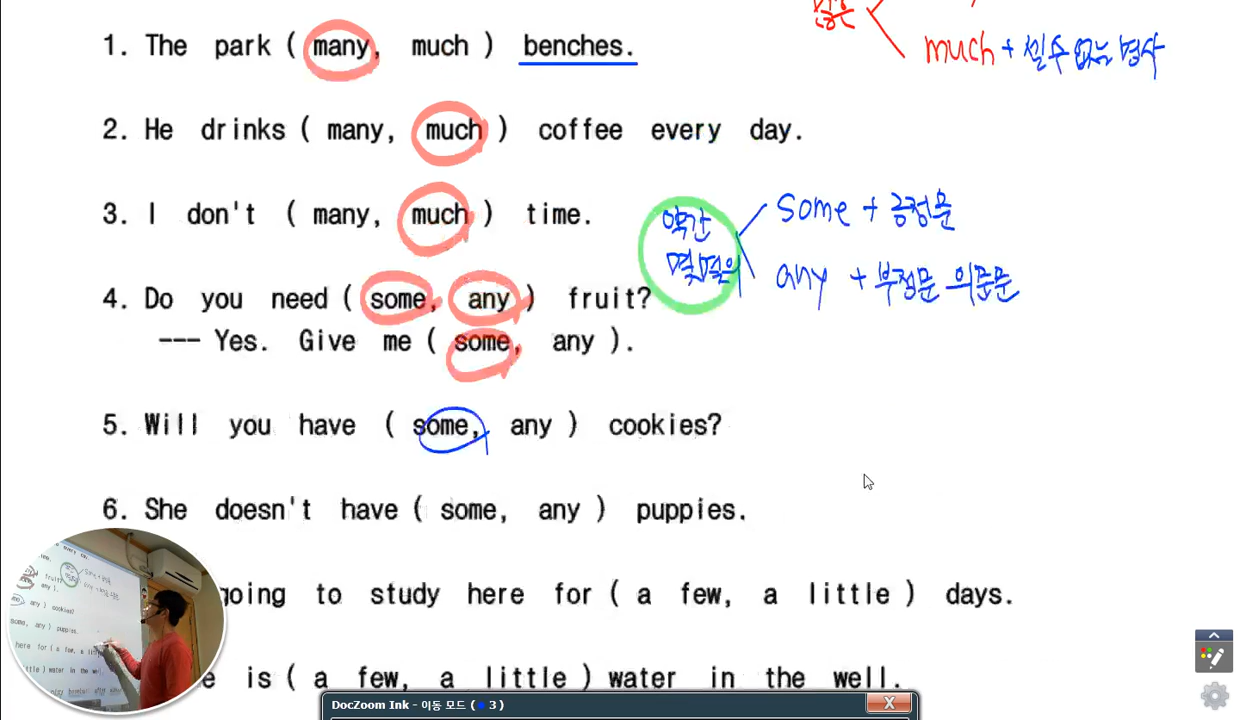 많은
1. The park ( many, much ) benches.
much + 셀수 없는 명사
2. He drinks ( many, much ) coffee every day.
3. I don't ( many, much ) time.
약간
몇몇의
some + 긍정문
any + 부정문 의문문
4. Do you need ( some, any ) fruit?
--- Yes. Give me ( some, any ).
5. Will you have ( some, any ) cookies?
6. She doesn't have ( some, any ) puppies.
going to study here for ( a few, a little ) days.
is ( a few, a little ) water in the well.
DocZoom Ink - 이동 모드 ( 3 )